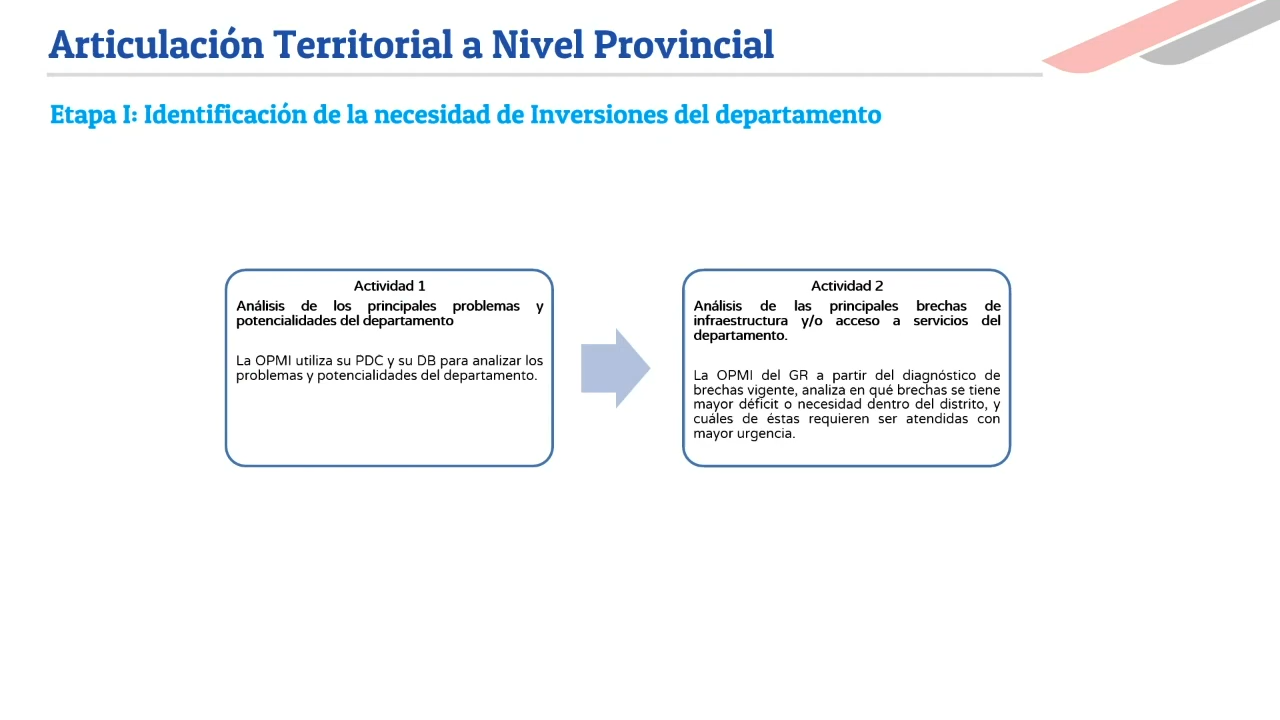 Articulación Territorial a Nivel Provincial
Etapa I: Identificación de la necesidad de Inversiones del departamento
Actividad 1
Análisis de los principales problemas y
potencialidades del departamento
La OPMI utiliza su PDC y su DB para analizar los
problemas y potencialidades del departamento.
Actividad 2
Análisis de las principales brechas de
infraestructura y/o acceso a servicios del
departamento.
La OPMI del GR a partir del diagnóstico de
brechas vigente, analiza en qué brechas se tiene
mayor déficit o necesidad dentro del distrito, y
cuáles de éstas requieren ser atendidas con
mayor urgencia.